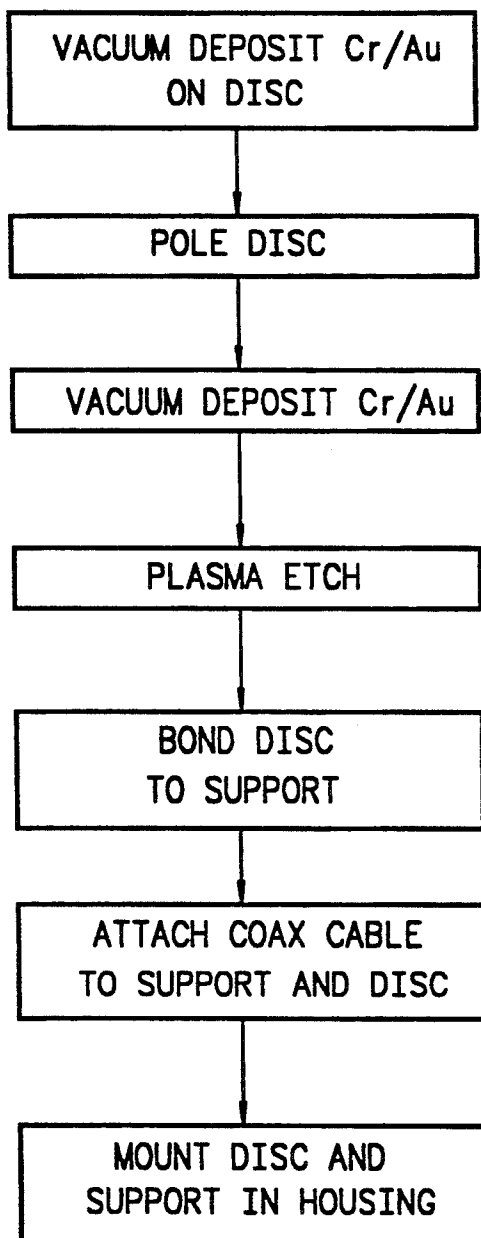 VACUUM DEPOSIT Cr/Au
ON DISC
POLE DISC
VACUUM DEPOSIT Cr/Au
PLASMA ETCH
BOND DISC
TO SUPPORT
ATTACH COAX CABLE
TO SUPPORT AND DISC
MOUNT DISC AND
SUPPORT IN HOUSING